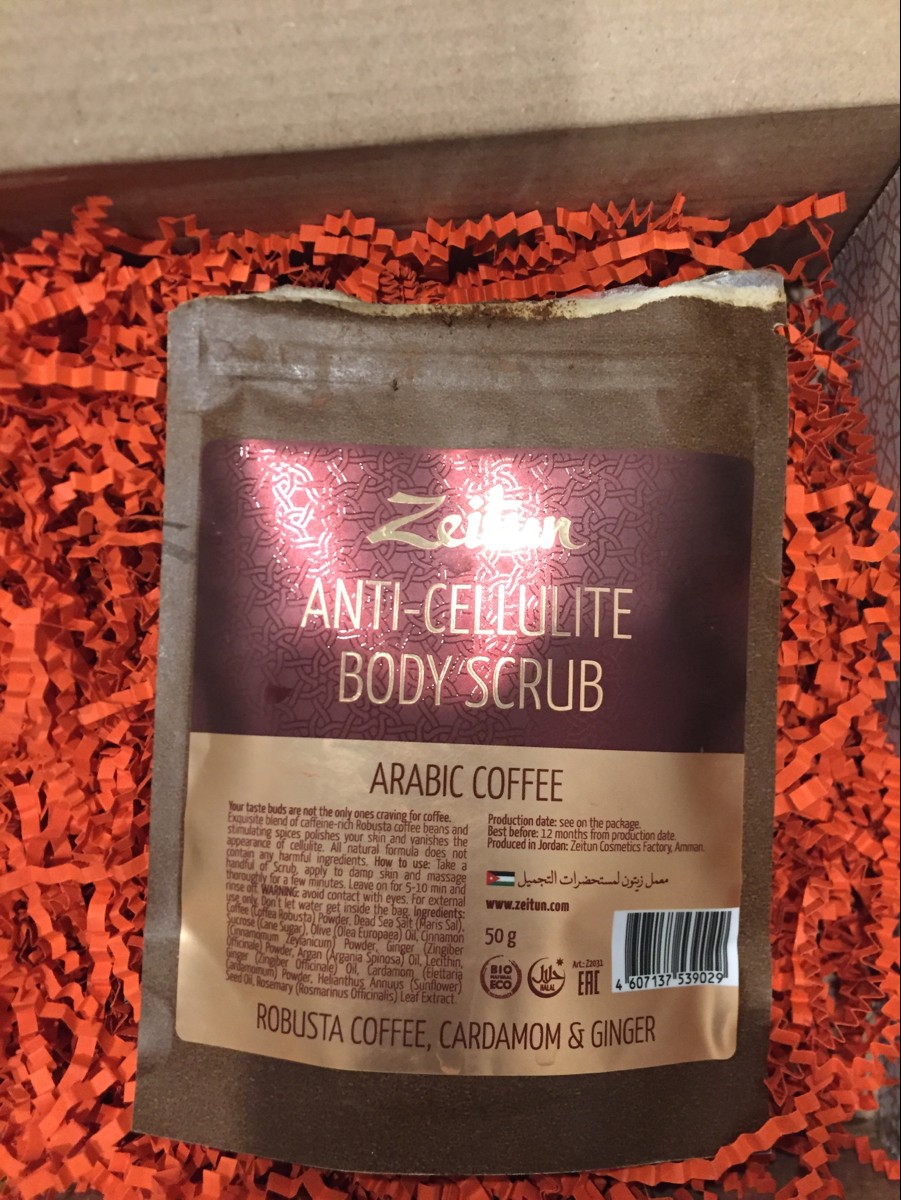 Zeitun
ANTI-CELLULITE
BODY SCRUB
ARABIC COFFEE
Your taste buds are not the only ones craving for coffee.
Exquisite blend of caffeine-rich Robusta coffee beans and
stimulating spices polishes your skin and vanishes the
appearance of cellulite. All natural formula does not
contain any harmful ingredients. How to use: Take a
handful of Scrub, apply to damp skin and massage
thoroughly for a few minutes. Leave on for 5-10 min and
rinse off. WARNING: avoid contact with eyes. For external
use only. Don't let water get inside the bag. Ingredients:
Coffee (Coffea Robusta) Powder, Dead Sea Salt (Maris Sal),
Sucrose (Cane Sugar), Olive (Olea Europaea) Oil, Cinnamon
(Cinnamomum Zeylanicum) Powder, Ginger (Zingiber
Officinale) Powder, Argan (Argania Spinosa) Oil, Lecithin,
Ginger (Zingiber Officinale) Oil, Cardamom (Elettaria
Cardamomum) Powder, Helianthus Annuus (Sunflower)
Seed Oil, Rosemary (Rosmarinus Officinalis) Leaf Extract.
Production date: see on the package.
Best before: 12 months from production date.
Produced in Jordan: Zeitun Cosmetics Factory, Amman.
معمل زيتون لمستحضرات التجميل
www.zeitun.com
50 g
BIO
ECO
حلال
HALAL
Art.: Z2031
EAC
4 607137 539029
ROBUSTA COFFEE, CARDAMOM & GINGER